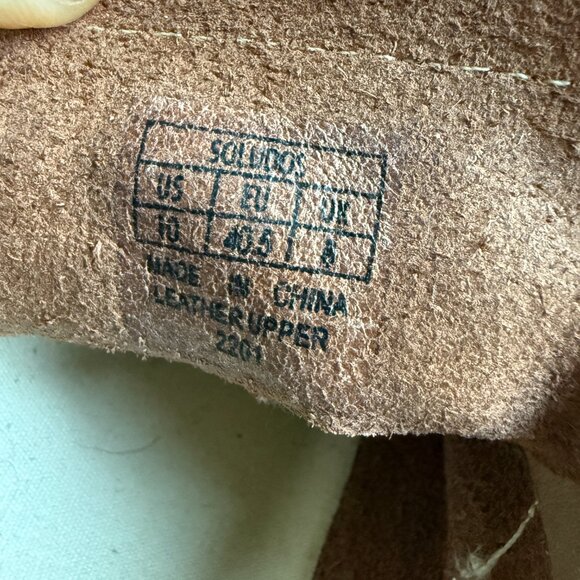 SOLUDOS
US EU UK
10 40.5 8
MADE IN CHINA
LEATHER UPPER
2201